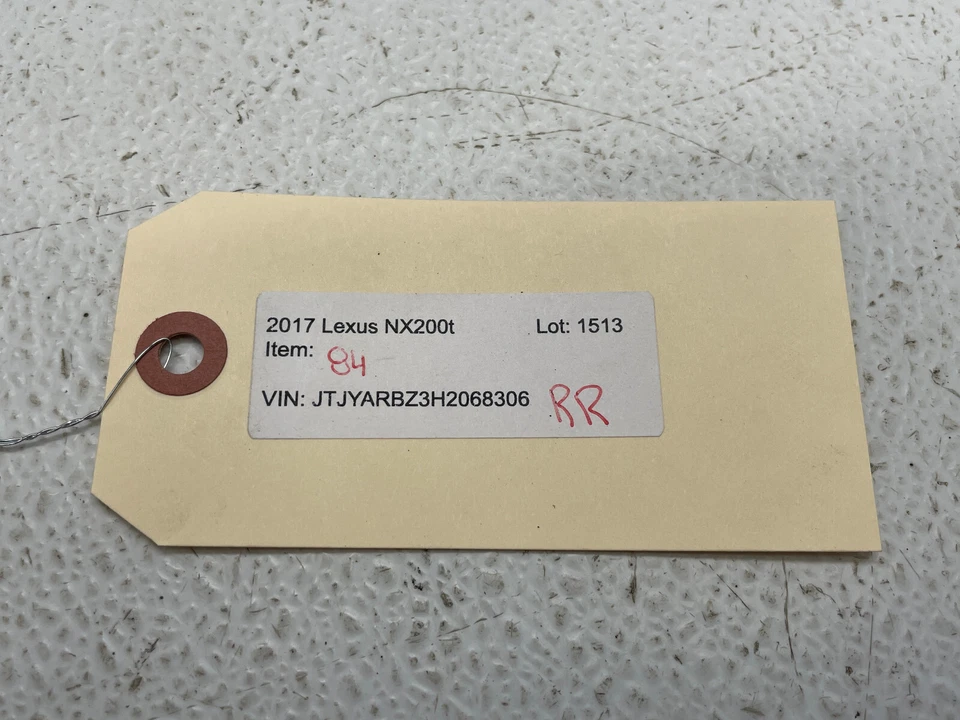 2017 Lexus NX200t Lot: 1513
Item: 84
VIN: JTJYARBZ3H2068306 RR